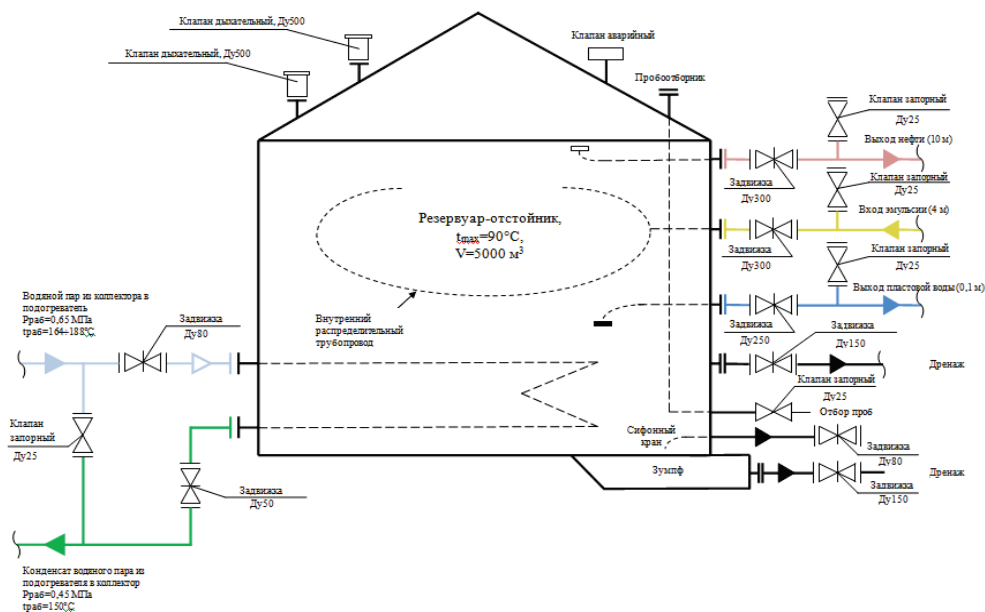 Клапан дыхательный, Ду500
Клапан дыхательный, Ду500
Клапан аварийный
Пробоотборник
Клапан запорный
Ду25
Выход нефти (10 м)
Задвижка
Ду300
Клапан запорный
Ду25
Вход эмульсии (4 м)
Задвижка
Ду300
Клапан запорный
Ду25
Выход пластовой воды (0,1 м)
Задвижка
Ду250
Задвижка
Ду150
Дренаж
Клапан запорный
Ду25
Отбор проб
Сифонный
кран
Задвижка
Ду80
Зумпф
Дренаж
Задвижка
Ду150
Резервуар-отстойник,
tmax=90°C,
V=5000 м³
Внутренний
распределительный
трубопровод
Водяной пар из коллектора в
подогреватель
Рраб=0,65 МПа
tраб=164÷188°С
Задвижка
Ду80
Клапан
запорный
Ду25
Задвижка
Ду50
Конденсат водяного пара из
подогревателя в коллектор
Рраб=0,45 МПа
tраб=150°С